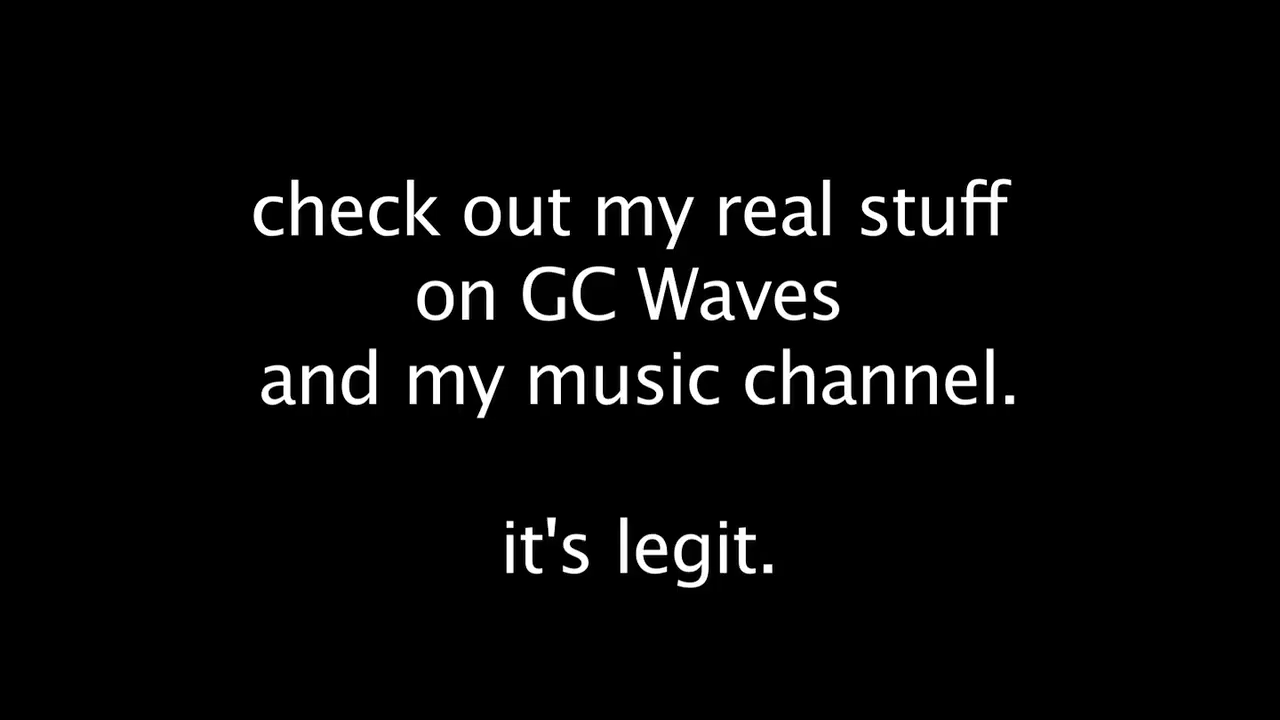 check out my real stuff
on GC Waves
and my music channel.
it's legit.